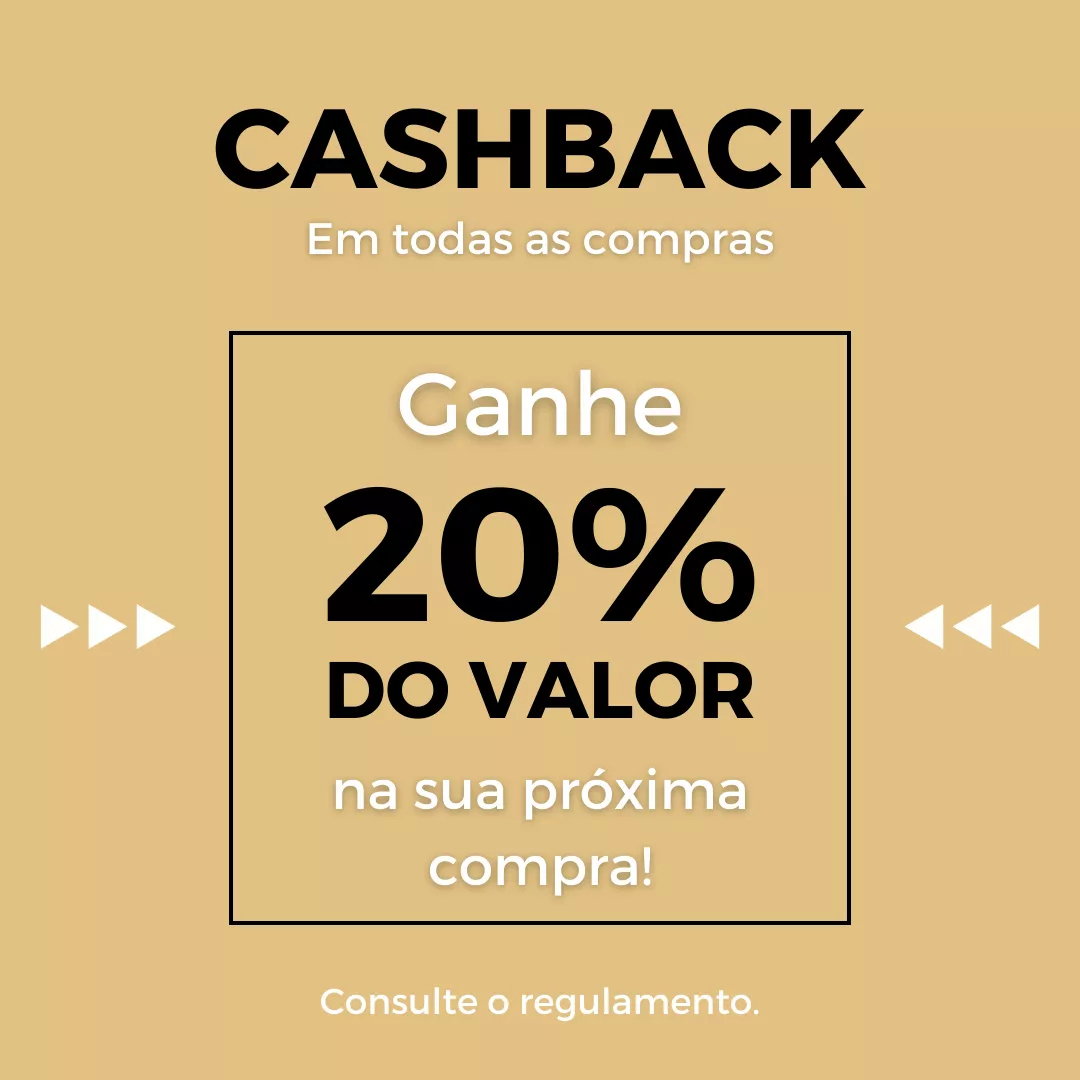 CASHBACK
Em todas as compras
Ganhe
20%
DO VALOR
na sua próxima
compra!
Consulte o regulamento.